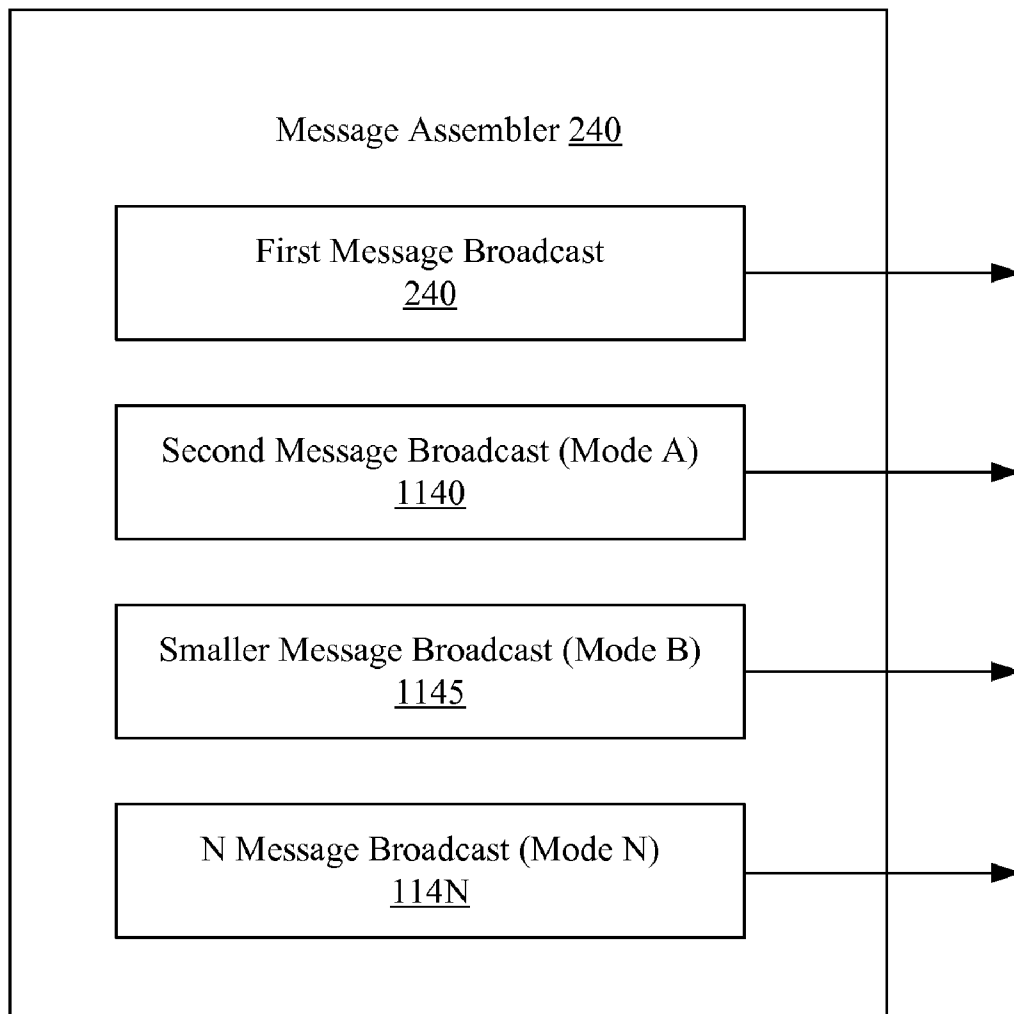 Message Assembler 240
First Message Broadcast
240
Second Message Broadcast (Mode A)
1140
Smaller Message Broadcast (Mode B)
1145
N Message Broadcast (Mode N)
114N